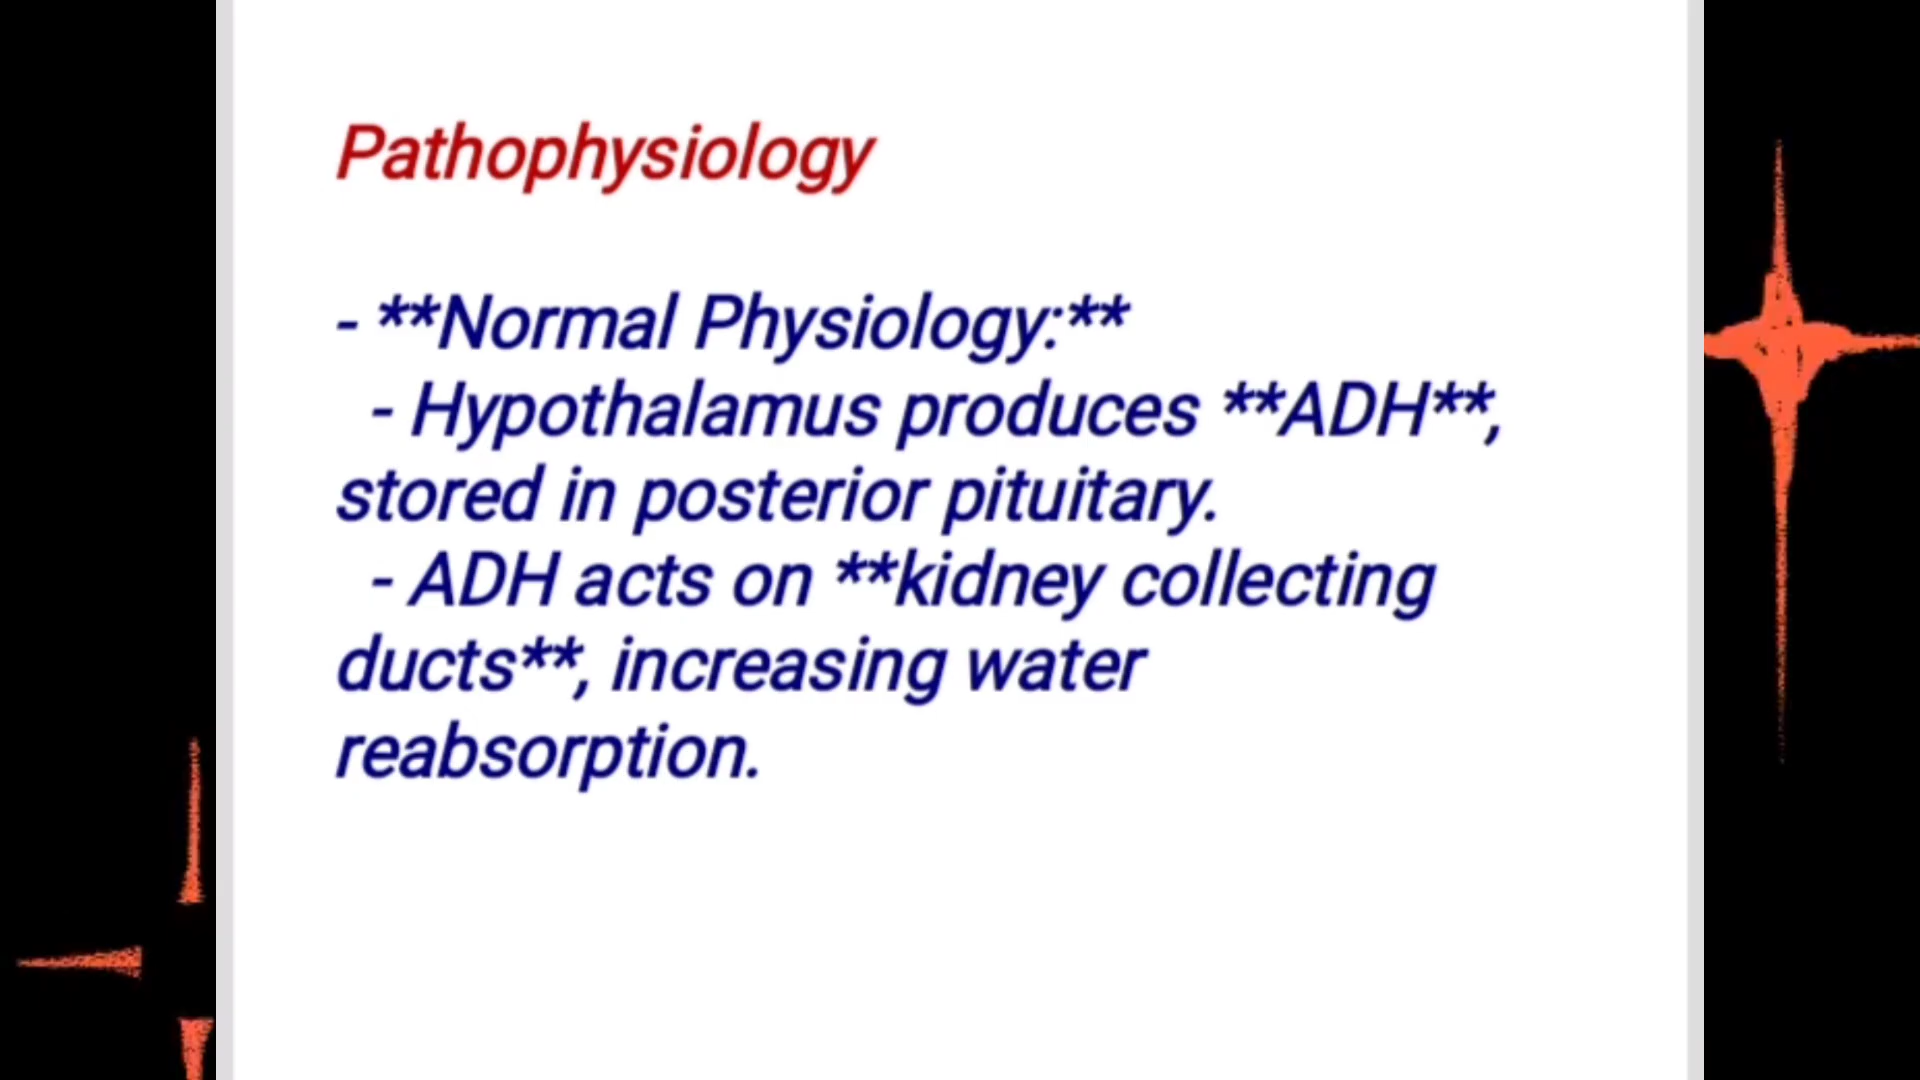 Pathophysiology
- **Normal Physiology:**
- Hypothalamus produces **ADH**,
stored in posterior pituitary.
- ADH acts on **kidney collecting
ducts**, increasing water
reabsorption.